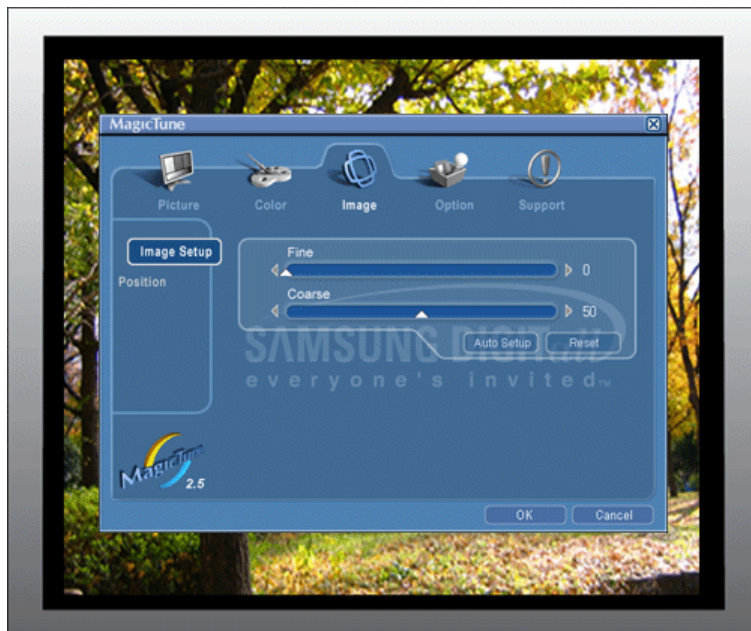 MagicTune
Picture
Color
Image
Option
Support
Image Setup
Position
Fine
0
Coarse
50
Auto Setup
Reset
SAMSUNG DIGITall
everyone's invited™
MagicTune
2.5
OK
Cancel